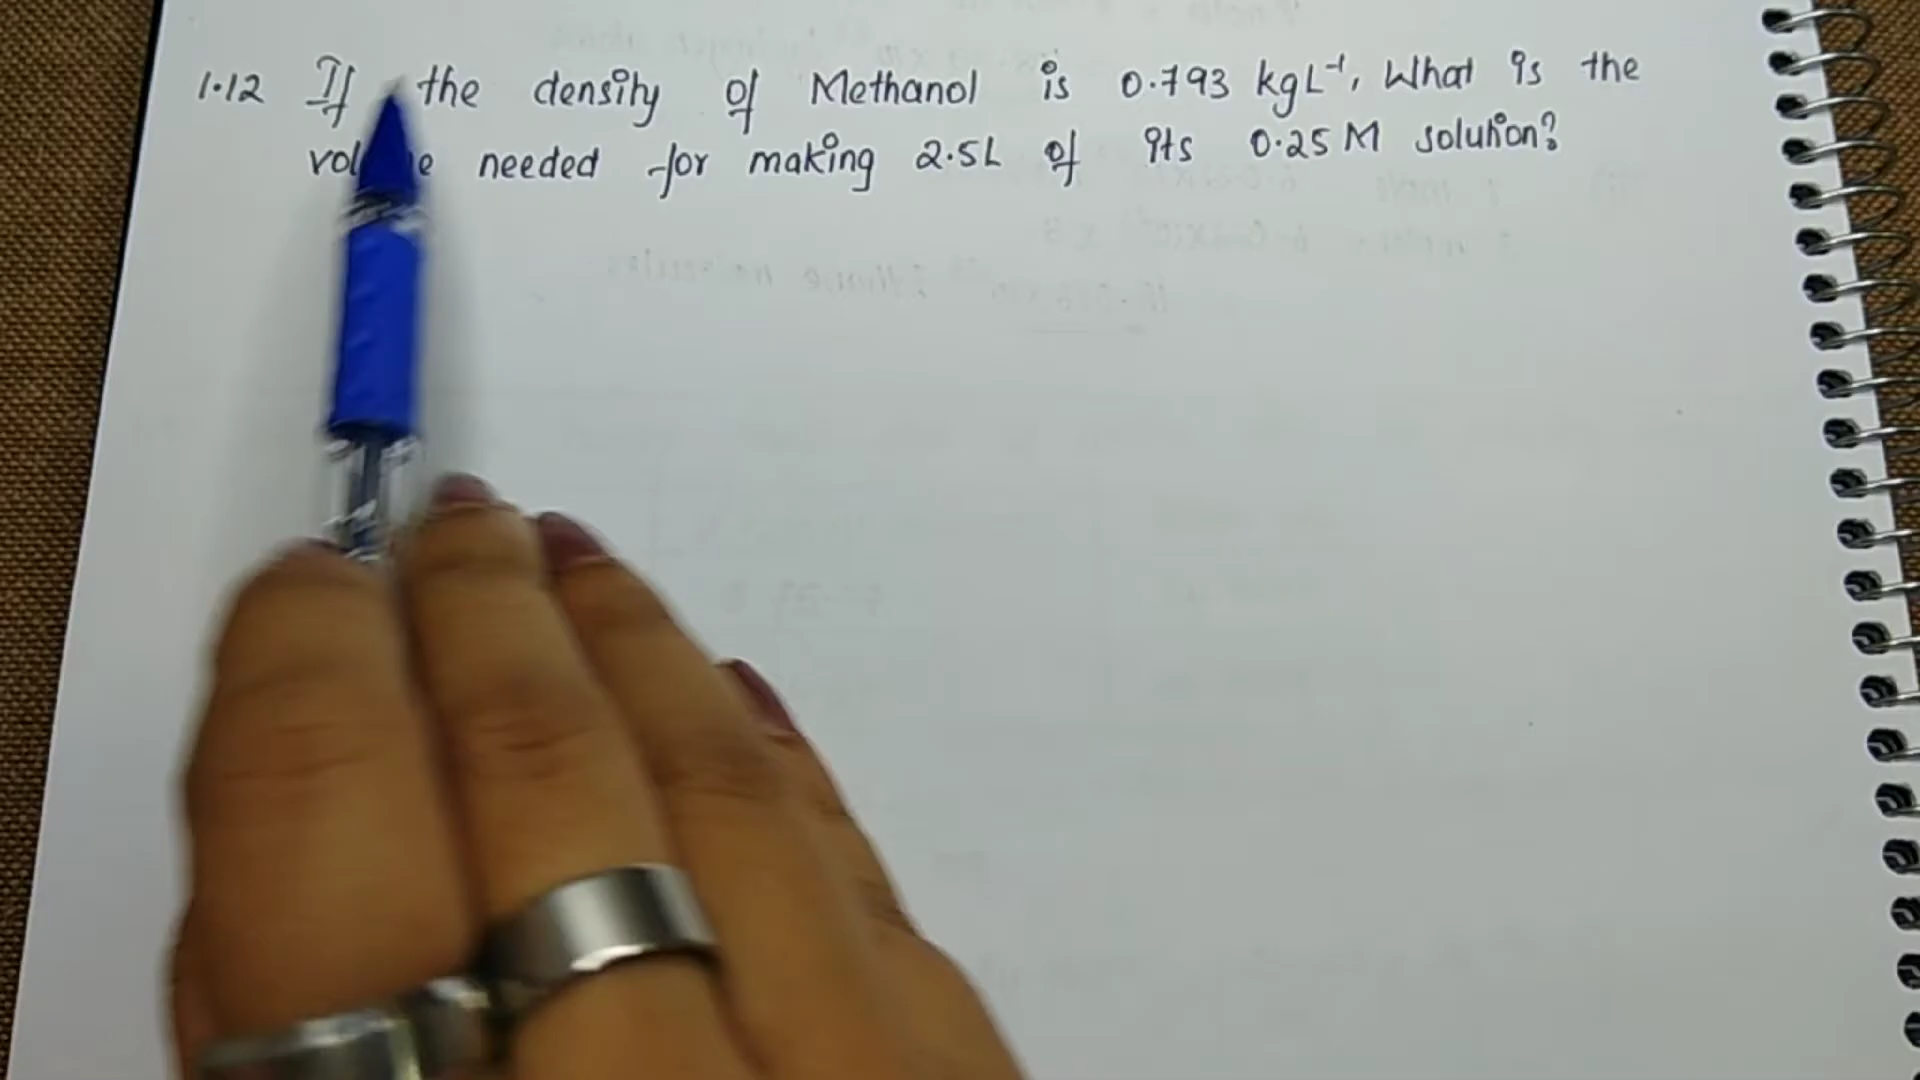 1.12 If the density of Methanol is 0.793 kgL⁻¹, What is the
needed for making 2.5L of its 0.25M solution?